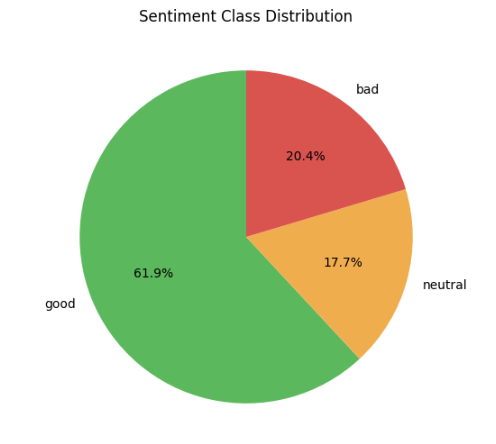 Sentiment Class Distribution
bad
20.4%
17.7%
neutral
61.9%
good